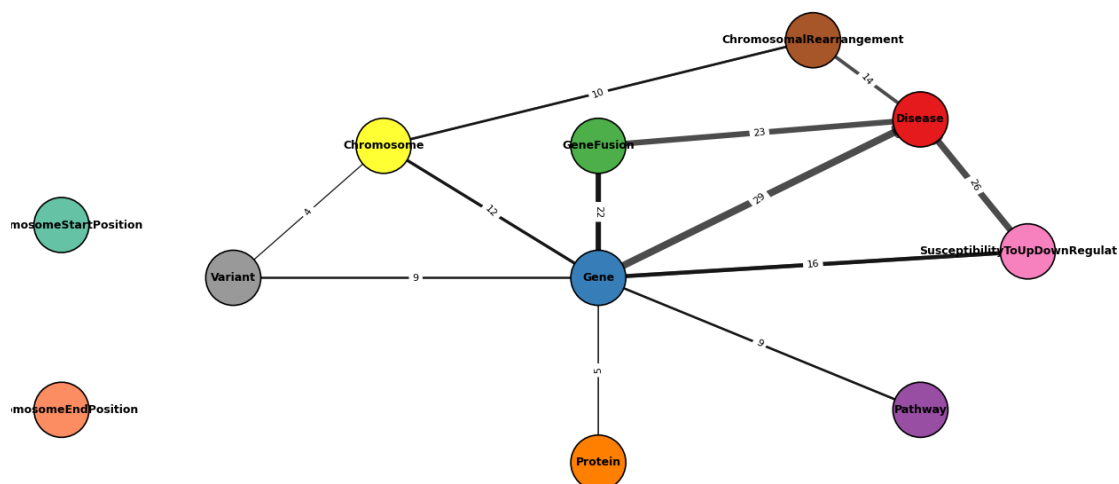 ChromosomalRearrangement
14
10
Disease
23
Chromosome
GeneFusion
26
29
4
12
22
mosomeStartPosition
SusceptibilityToUpDownRegulat
16
Variant
9
Gene
9
5
mosomeEndPosition
Pathway
Protein